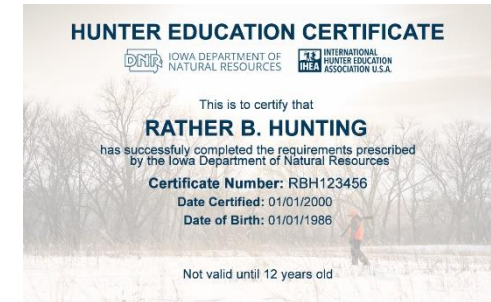 HUNTER EDUCATION CERTIFICATE
DNR IOWA DEPARTMENT OF NATURAL RESOURCES
IHEA INTERNATIONAL HUNTER EDUCATION ASSOCIATION U.S.A.
This is to certify that
RATHER B. HUNTING
has successfuly completed the requirements prescribed
by the Iowa Department of Natural Resources
Certificate Number: RBH123456
Date Certified: 01/01/2000
Date of Birth: 01/01/1986
Not valid until 12 years old